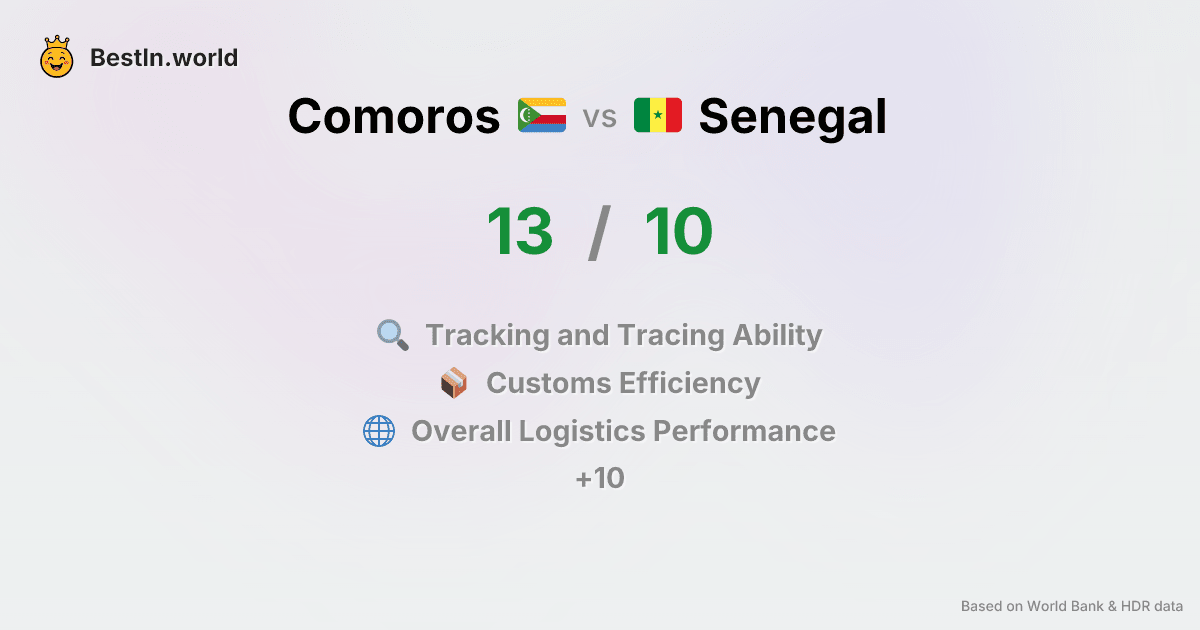 BestIn.world
Comoros vs Senegal
13 / 10
Tracking and Tracing Ability
Customs Efficiency
Overall Logistics Performance
+10
Based on World Bank & HDR data